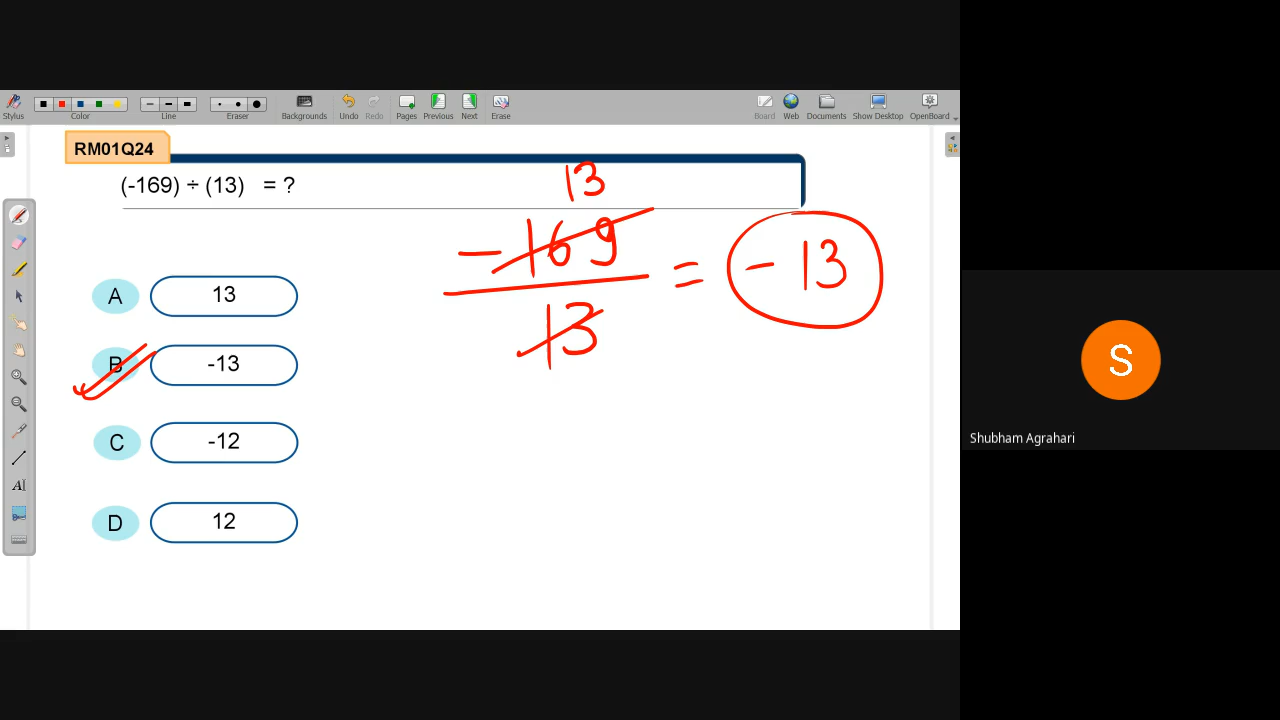 Stylus Color Line Eraser Backgrounds Undo Redo Pages Previous Next Erase Board Web Documents Show Desktop OpenBoard
RM01Q24
(-169) ÷ (13) = ?
13
-169
13
= -13
A 13
B -13
C -12
D 12
S
Shubham Agrahari